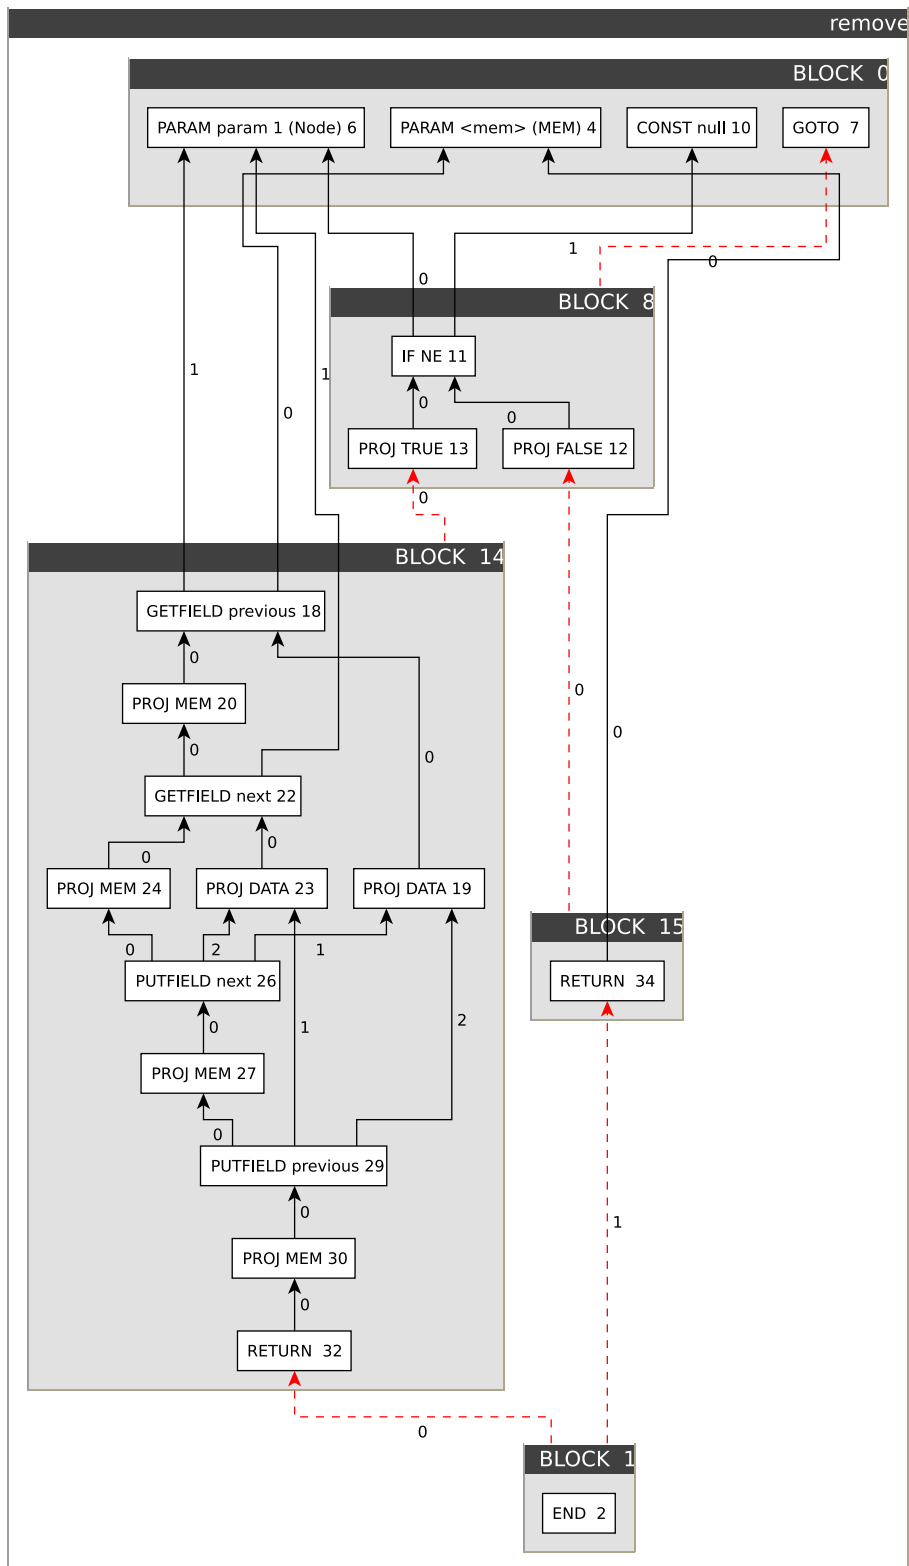 remove
BLOCK 0
PARAM param 1 (Node) 6
PARAM <mem> (MEM) 4
CONST null 10
GOTO 7
1
0
0
BLOCK 8
IF NE 11
1
1
0
0
0
PROJ TRUE 13
PROJ FALSE 12
0
BLOCK 14
GETFIELD previous 18
0
PROJ MEM 20
0
0
0
0
GETFIELD next 22
0
0
PROJ MEM 24
PROJ DATA 23
PROJ DATA 19
BLOCK 15
0
2
1
PUTFIELD next 26
RETURN 34
0
1
2
PROJ MEM 27
0
PUTFIELD previous 29
0
1
PROJ MEM 30
0
RETURN 32
0
BLOCK 1
END 2